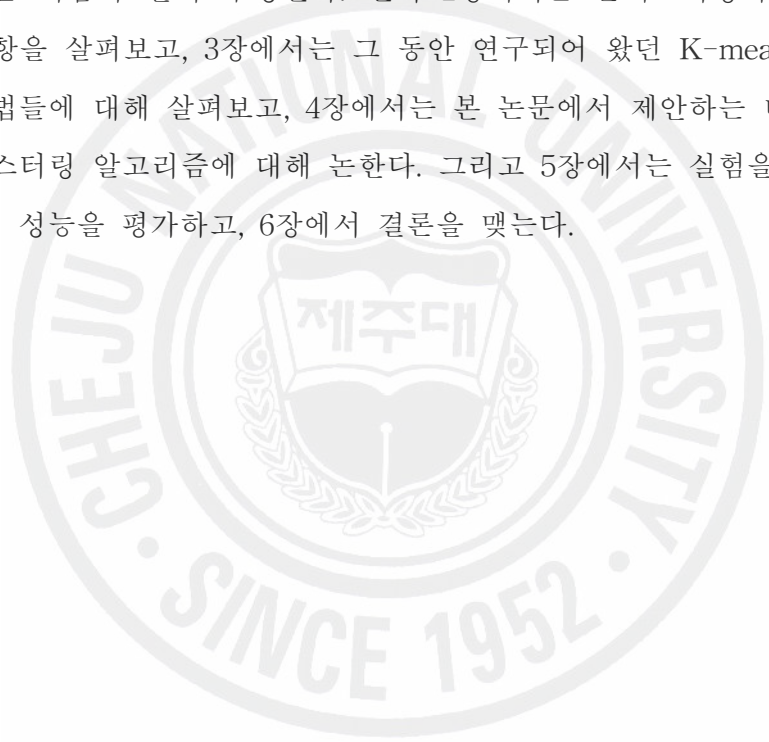 항을 살펴보고, 3장에서는 그 동안 연구되어 왔던 K-mea
법들에 대해 살펴보고, 4장에서는 본 논문에서 제안하는
스터링 알고리즘에 대해 논한다. 그리고 5장에서는 실험을
성능을 평가하고, 6장에서 결론을 맺는다.
CHEJU NATIONAL UNIVERSITY
제주대
· SINCE 1952 ·